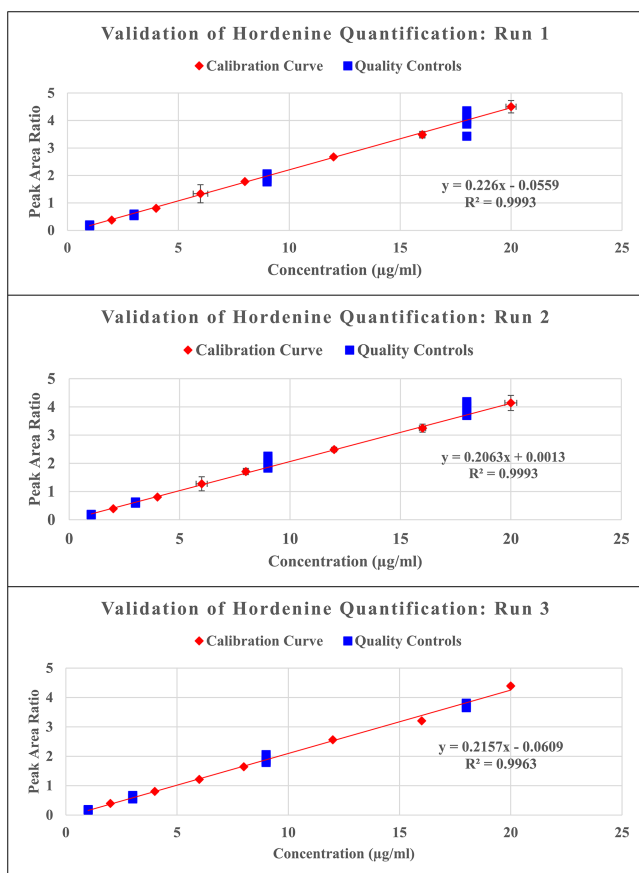 Validation of Hordenine Quantification: Run 1
Calibration Curve Quality Controls
Peak Area Ratio
5
4
3
2
1
0
y = 0.226x - 0.0559
R² = 0.9993
0 5 10 15 20 25
Concentration (µg/ml)
Validation of Hordenine Quantification: Run 2
Calibration Curve Quality Controls
Peak Area Ratio
5
4
3
2
1
0
y = 0.2063x + 0.0013
R² = 0.9993
0 5 10 15 20 25
Concentration (µg/ml)
Validation of Hordenine Quantification: Run 3
Calibration Curve Quality Controls
Peak Area Ratio
5
4
3
2
1
0
y = 0.2157x - 0.0609
R² = 0.9963
0 5 10 15 20 25
Concentration (µg/ml)